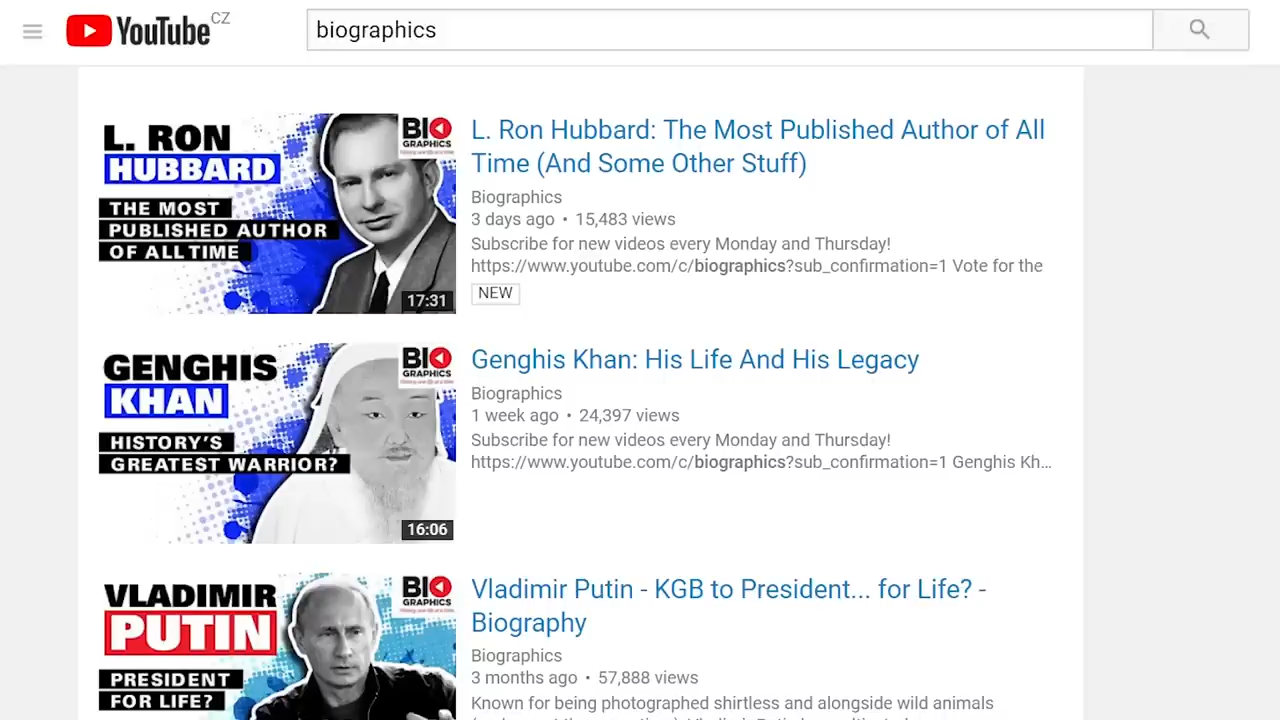 YouTube CZ
biographics
L. RON
HUBBARD
THE MOST
PUBLISHED AUTHOR
OF ALL TIME
BIO
GRAPHICS
17:31
L. Ron Hubbard: The Most Published Author of All
Time (And Some Other Stuff)
Biographics
3 days ago • 15,483 views
Subscribe for new videos every Monday and Thursday!
https://www.youtube.com/c/biographics?sub_confirmation=1 Vote for the
NEW
GENGHIS
KHAN
HISTORY'S
GREATEST WARRIOR?
BIO
GRAPHICS
16:06
Genghis Khan: His Life And His Legacy
Biographics
1 week ago • 24,397 views
Subscribe for new videos every Monday and Thursday!
https://www.youtube.com/c/biographics?sub_confirmation=1 Genghis Kh...
VLADIMIR
PUTIN
PRESIDENT
FOR LIFE?
BIO
GRAPHICS
Vladimir Putin - KGB to President... for Life? -
Biography
Biographics
3 months ago • 57,888 views
Known for being photographed shirtless and alongside wild animals